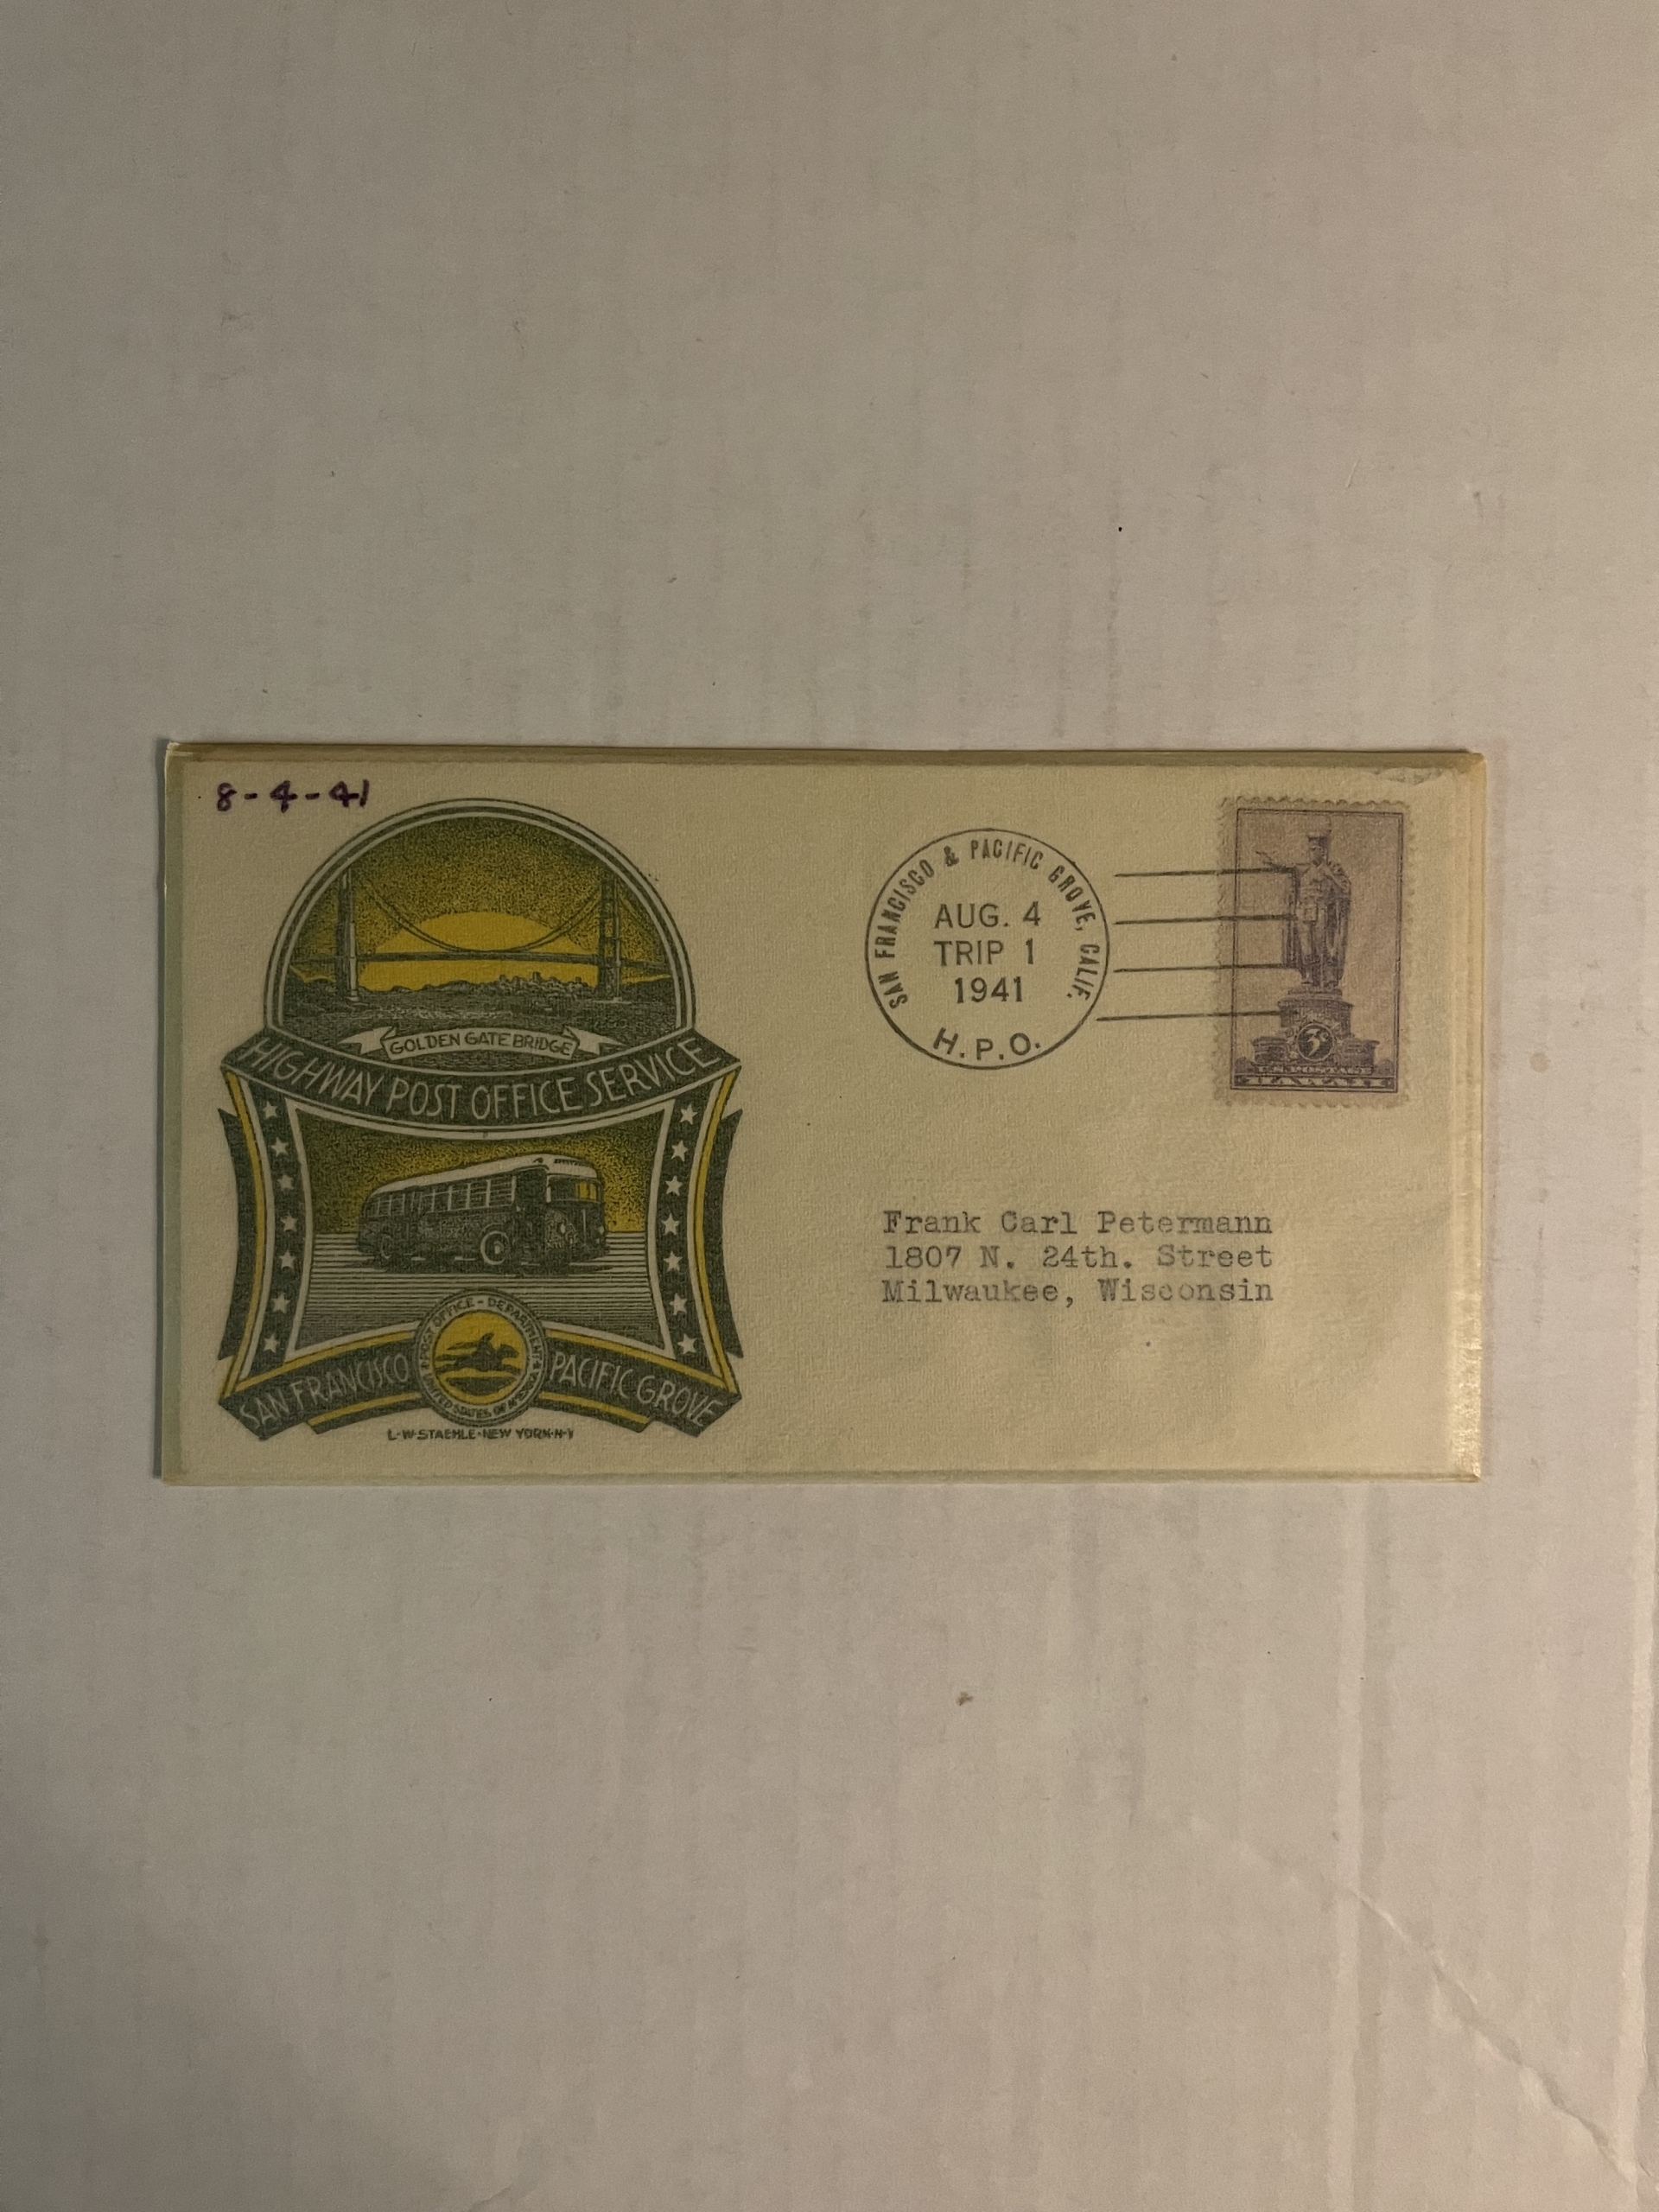 8-4-41
GOLDEN GATE BRIDGE
HIGHWAY POST OFFICE SERVICE
POST OFFICE - DEPARTMENT
UNITED STATES OF AMERICA
SAN FRANCISCO PACIFIC GROVE
L·W·STAEHLE·NEW YORK·N·Y
SAN FRANCISCO & PACIFIC GROVE, CALIF.
AUG. 4
TRIP 1
1941
H.P.O.
3¢
U.S. POSTAGE
HAWAII
Frank Carl Petermann
1807 N. 24th. Street
Milwaukee, Wisconsin